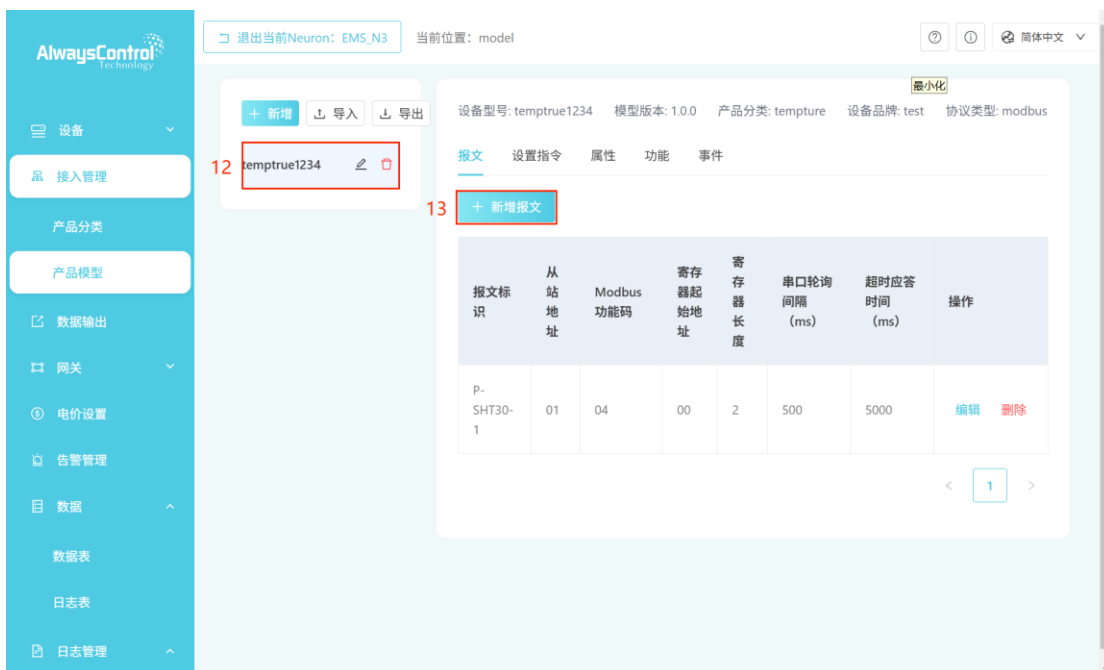 AlwaysControl
Technology
退出当前Neuron：EMS_N3
当前位置：model
简体中文
最小化
设备
接入管理
产品分类
产品模型
数据输出
网关
电价设置
告警管理
数据
数据表
日志表
日志管理
+ 新增
导入
导出
12
temptrue1234
设备型号: temptrue1234 模型版本: 1.0.0 产品分类: tempture 设备品牌: test 协议类型: modbus
报文 设置指令 属性 功能 事件
13
+ 新增报文
报文标
识
从
站
地
址
Modbus
功能码
寄存
器起
始地
址
寄
存
器
长
度
串口轮询
间隔
（ms）
超时应答
时间
（ms）
操作
P-
SHT30-
1
01
04
00
2
500
5000
编辑 删除
< 1 >